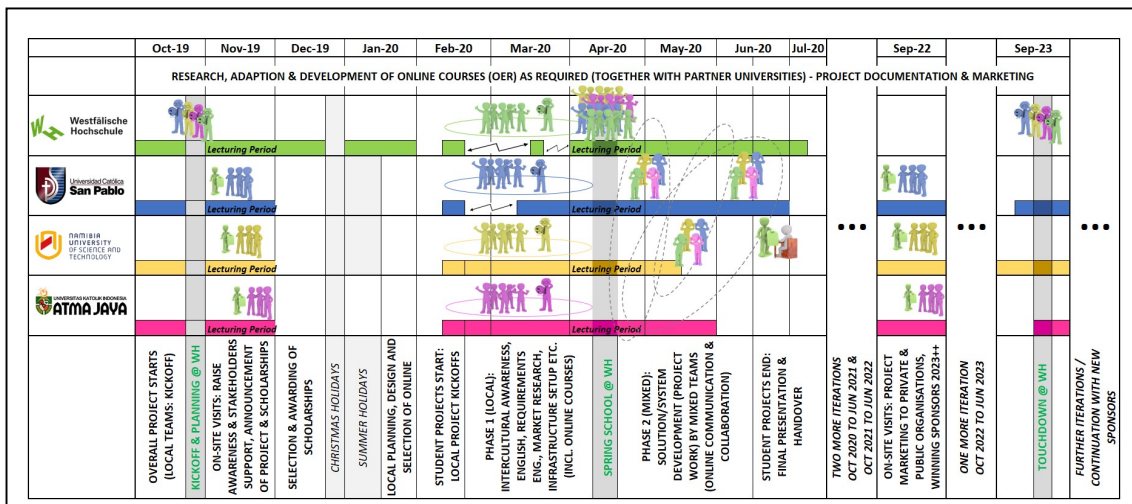 Oct-19 Nov-19 Dec-19 Jan-20 Feb-20 Mar-20 Apr-20 May-20 Jun-20 Jul-20 Sep-22 Sep-23
RESEARCH, ADAPTION & DEVELOPMENT OF ONLINE COURSES (OER) AS REQUIRED (TOGETHER WITH PARTNER UNIVERSITIES) - PROJECT DOCUMENTATION & MARKETING
Westfälische
Hochschule
Lecturing Period Lecturing Period
Universidad Católica
San Pablo
Lecturing Period Lecturing Period
NAMIBIA
UNIVERSITY
OF SCIENCE AND
TECHNOLOGY
Lecturing Period Lecturing Period
UNIVERSITAS KATOLIK INDONESIA
ATMA JAYA
Lecturing Period Lecturing Period
... ... ...
OVERALL PROJECT STARTS
(LOCAL TEAMS: KICKOFF)
KICKOFF & PLANNING @ WH
ON-SITE VISITS: RAISE
AWARENESS & STAKEHOLDERS
SUPPORT, ANNOUNCEMENT
OF PROJECT & SCHOLARSHIPS
SELECTION & AWARDING OF
SCHOLARSHIPS
CHRISTMAS HOLIDAYS
SUMMER HOLIDAYS
LOCAL PLANNING, DESIGN AND
SELECTION OF ONLINE
STUDENT PROJECTS START:
LOCAL PROJECT KICKOFFS
PHASE 1 (LOCAL):
INTERCULTURAL AWARENESS,
ENGLISH, REQUIREMENTS
ENG., MARKET RESEARCH,
INFRASTRUCTURE SETUP ETC.
(INCL. ONLINE COURSES)
SPRING SCHOOL @ WH
PHASE 2 (MIXED):
SOLUTION/SYSTEM
DEVELOPMENT (PROJECT
WORK) BY MIXED TEAMS
(ONLINE COMMUNICATION &
COLLABORATION)
STUDENT PROJECTS END:
FINAL PRESENTATION &
HANDOVER
TWO MORE ITERATIONS
OCT 2020 TO JUN 2021 &
OCT 2021 TO JUN 2022
ON-SITE VISITS: PROJECT
MARKETING TO PRIVATE &
PUBLIC ORGANISATIONS,
WINNING SPONSORS 2023++
ONE MORE ITERATION
OCT 2022 TO JUN 2023
TOUCHDOWN @ WH
FURTHER ITERATIONS /
CONTINUATION WITH NEW
SPONSORS